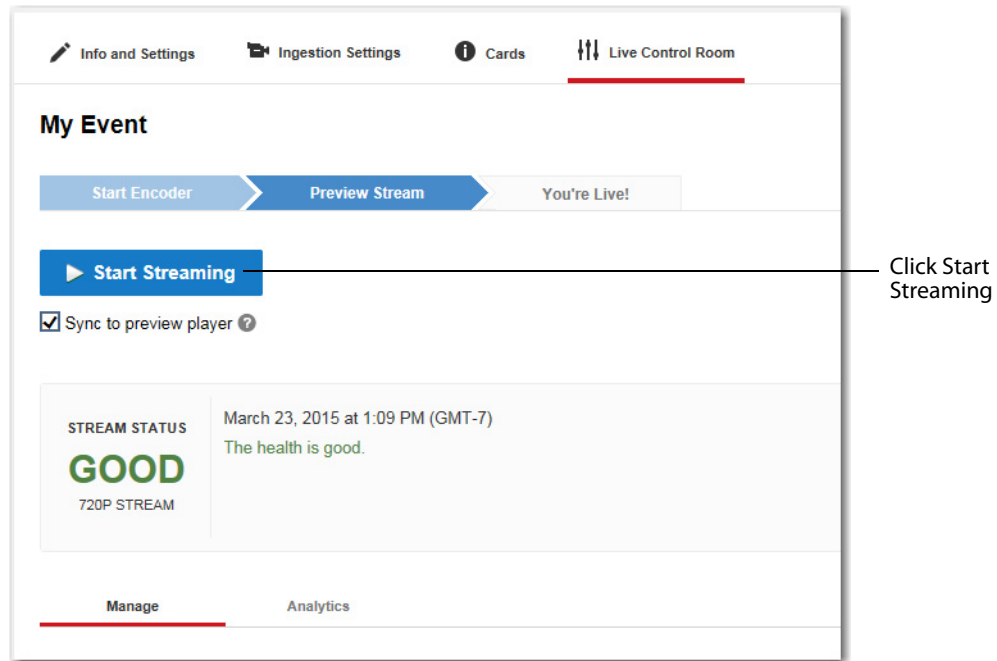 Info and Settings
Ingestion Settings
Cards
Live Control Room
My Event
Start Encoder
Preview Stream
You're Live!
Start Streaming
Click Start
Streaming
Sync to preview player
STREAM STATUS
GOOD
720P STREAM
March 23, 2015 at 1:09 PM (GMT-7)
The health is good.
Manage
Analytics